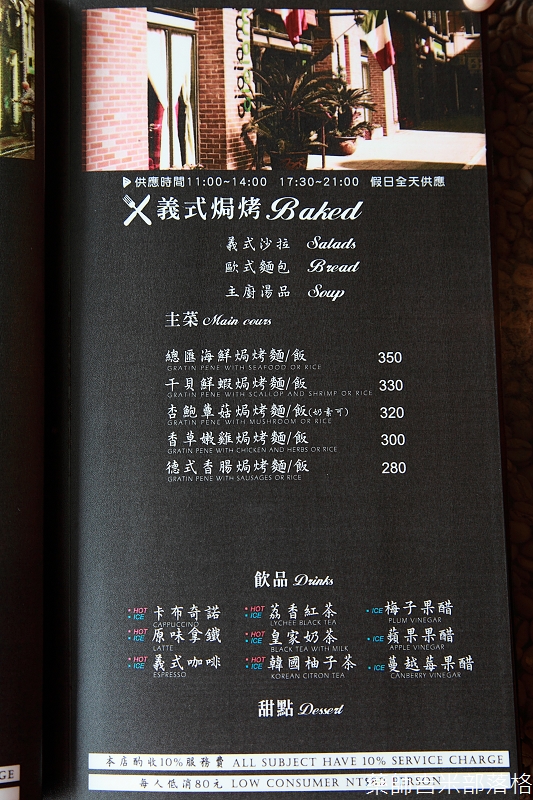 ▶供應時間11:00~14:00 17:30~21:00 假日全天供應
義式焗烤 Baked
義式沙拉 Salads
歐式麵包 Bread
主廚湯品 Soup
主菜 Main cours
總匯海鮮焗烤麵/飯 350
GRATIN PENE WITH SEAFOOD OR RICE
干貝鮮蝦焗烤麵/飯 330
GRATIN PENE WITH SCALLOP AND SHRIMP OR RICE
杏鮑蕈菇焗烤麵/飯(奶素可) 320
GRATIN PENE WITH MUSHROOM OR RICE
香草嫩雞焗烤麵/飯 300
GRATIN PENE WITH CHICKEN AND HERBS OR RICE
德式香腸焗烤麵/飯 280
GRATIN PENE WITH SAUSAGES OR RICE
飲品 Drinks
HOT ICE 卡布奇諾 HOT ICE 荔香紅茶 ICE 梅子果醋
CAPPUCCINO LYCHEE BLACK TEA PLUM VINEGAR
HOT ICE 原味拿鐵 HOT ICE 皇家奶茶 ICE 蘋果果醋
LATTE BLACK TEA WITH MILK APPLE VINEGAR
HOT ICE 義式咖啡 HOT ICE 韓國柚子茶 ICE 蔓越莓果醋
ESPRESSO KOREAN CITRON TEA CANBERRY VINEGAR
甜點 Dessert
本店酌收10%服務費 ALL SUBJECT HAVE 10% SERVICE CHARGE
GE
每人低消80元 LOW CONSUMER NT$80 PERSON
藥師吉米部落格